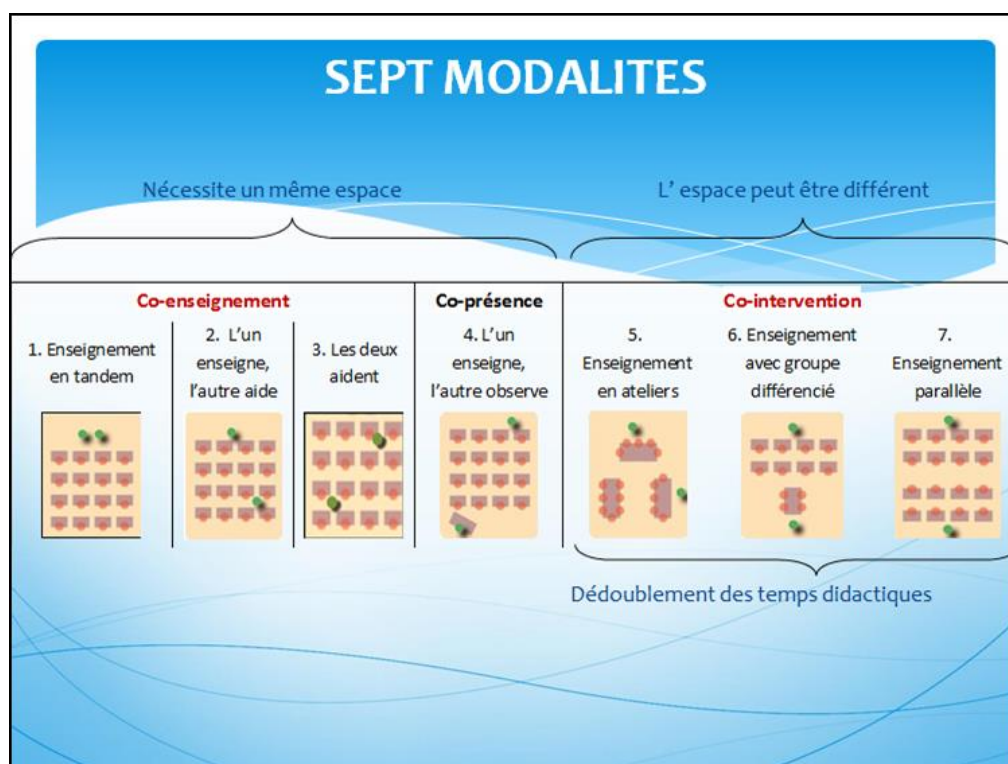 SEPT MODALITES
Nécessite un même espace
L' espace peut être différent
Co-enseignement
Co-présence
Co-intervention
1. Enseignement
en tandem
2. L'un
enseigne,
l'autre aide
3. Les deux
aident
4. L'un
enseigne,
l'autre observe
5.
Enseignement
en ateliers
6. Enseignement
avec groupe
différencié
7.
Enseignement
parallèle
Dédoublement des temps didactiques